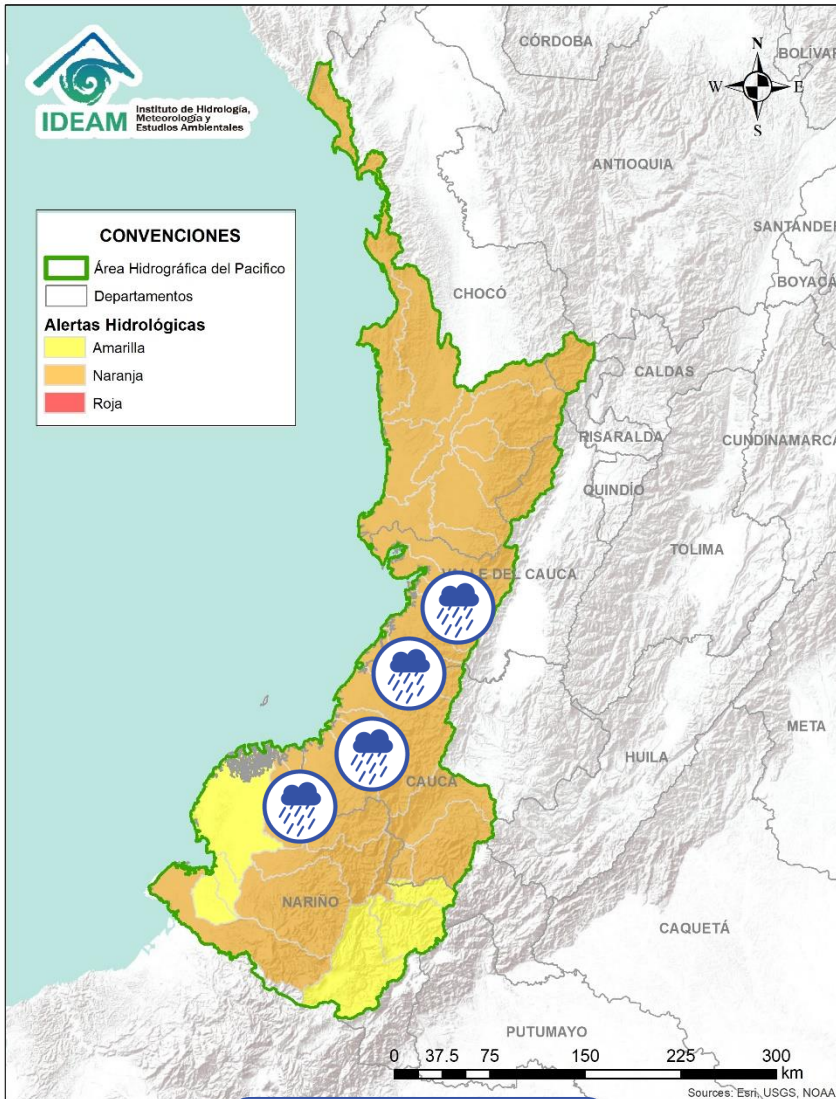 IDEAM
Instituto de Hidrología,
Meteorología y
Estudios Ambientales
CÓRDOBA
BOLÍVAR
N
W E
S
ANTIOQUIA
SANTANDER
BOYACÁ
CONVENCIONES
Área Hidrográfica del Pacifico
Departamentos
Alertas Hidrológicas
Amarilla
Naranja
Roja
CHOCÓ
CALDAS
RISARALDA
CUNDINAMARCA
QUINDÍO
TOLIMA
VALLE DEL CAUCA
META
HUILA
CAUCA
NARIÑO
CAQUETÁ
PUTUMAYO
0 37.5 75 150 225 300
km
Sources: Esri, USGS, NOAA